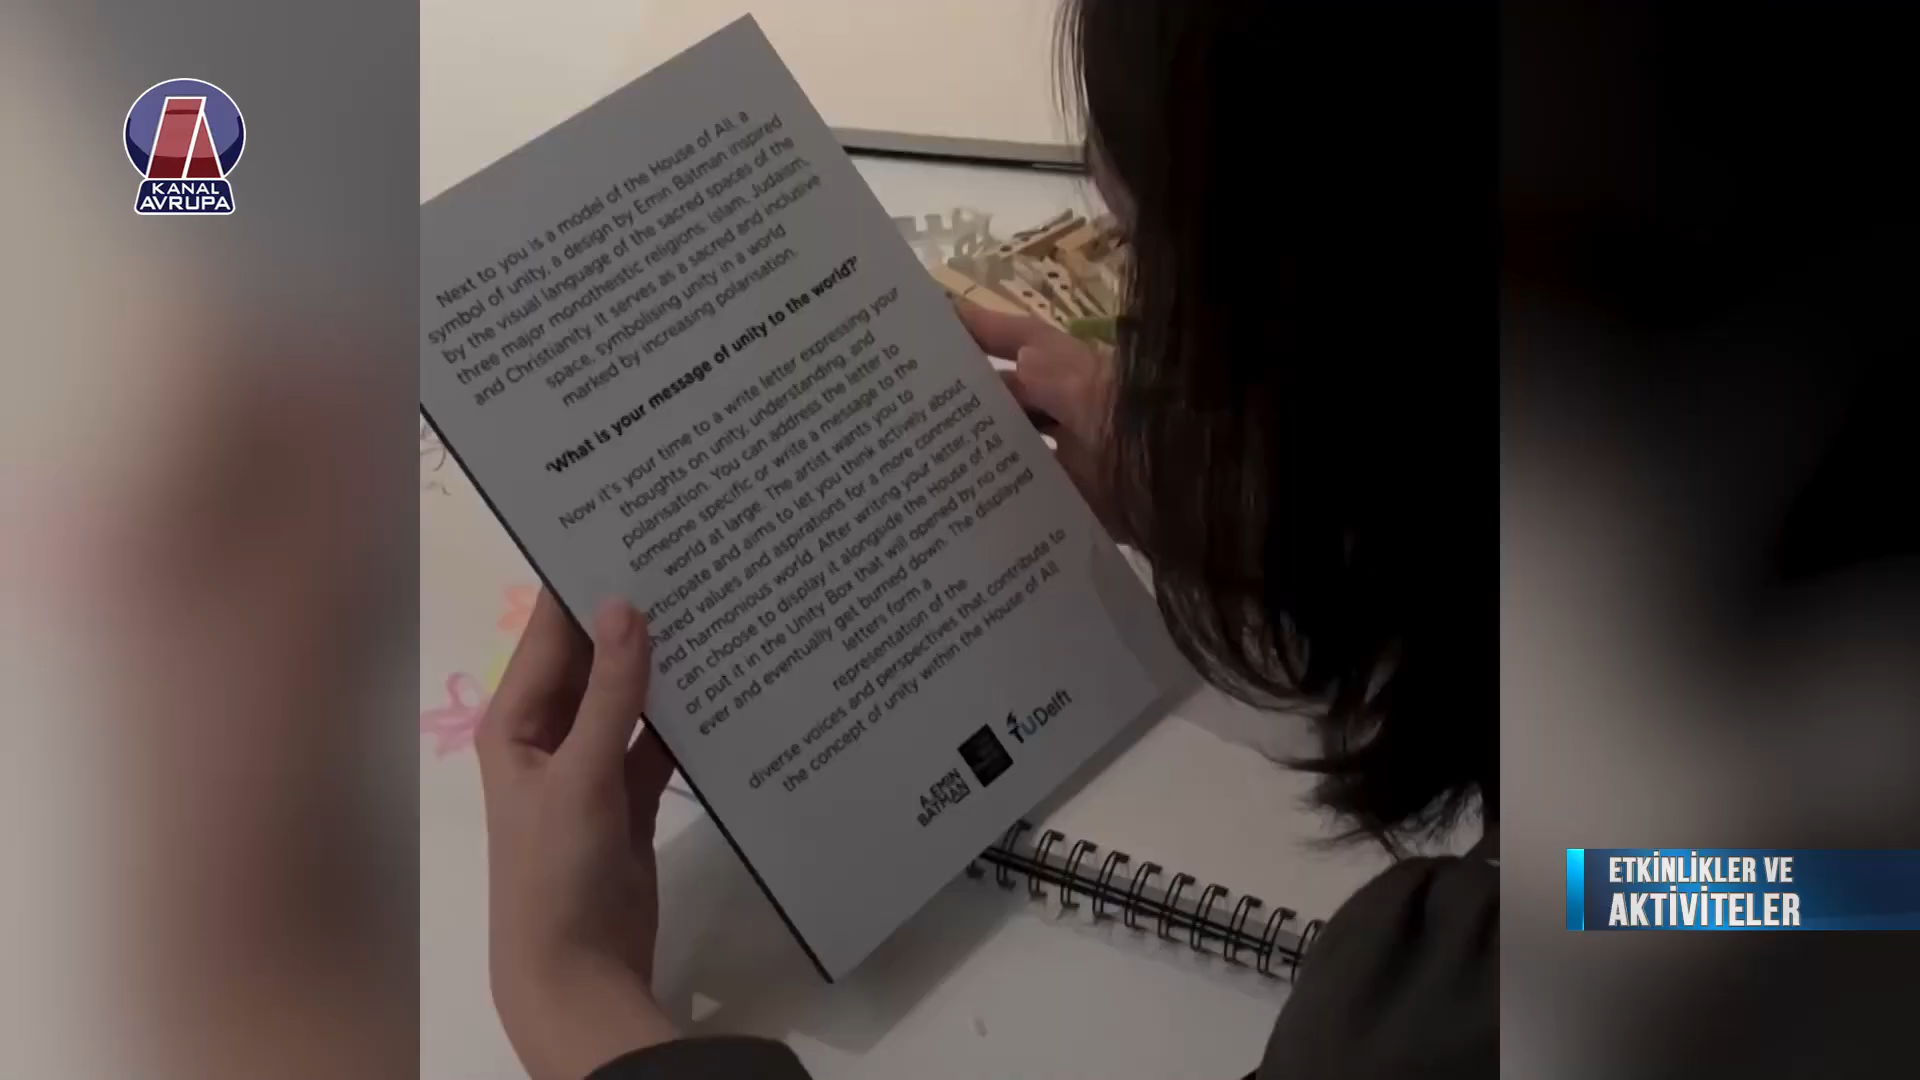 KANAL
AVRUPA
Next to you is a model of the House of All, a
symbol of unity, a design by Emin Batman inspired
by the visual language of the sacred spaces of the
three major monotheistic religions: Islam, Judaism,
and Christianity. It serves as a sacred and inclusive
space, symbolising unity in a world
marked by increasing polarisation.
'What is your message of unity to the world?'
Now it's your time to a write letter expressing your
thoughts on unity, understanding, and
polarisation. You can address the letter to
someone specific or write a message to the
world at large. The artist wants you to
articipate and aims to let you think actively about
hared values and aspirations for a more connected
and harmonious world. After writing your letter, you
can choose to display it alongside the House of All
or put it in the Unity Box that will opened by no one
ever and eventually get burned down. The displayed
letters form a
representation of the
diverse voices and perspectives that contribute to
the concept of unity within the House of All.
A.EMIN
BATMAN
TUDelft
ETKİNLİKLER VE
AKTİVİTELER